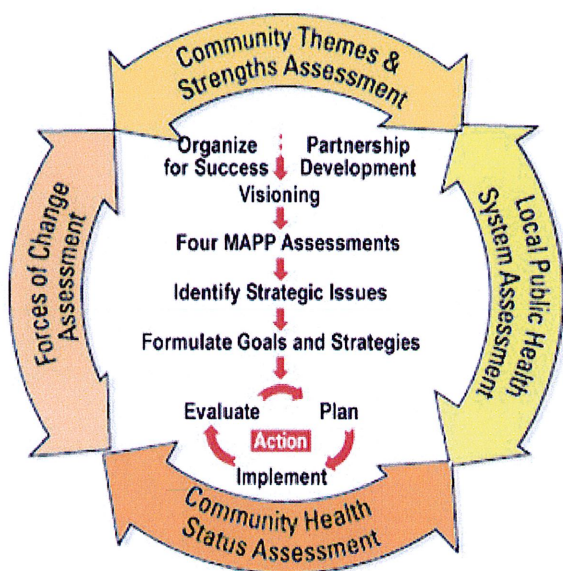 Community Themes &
Strengths Assessment
Organize
for Success
Partnership
Development
Visioning
Four MAPP Assessments
Identify Strategic Issues
Formulate Goals and Strategies
Evaluate
Plan
Action
Implement
Forces of Change
Assessment
Local Public Health
System Assessment
Community Health
Status Assessment